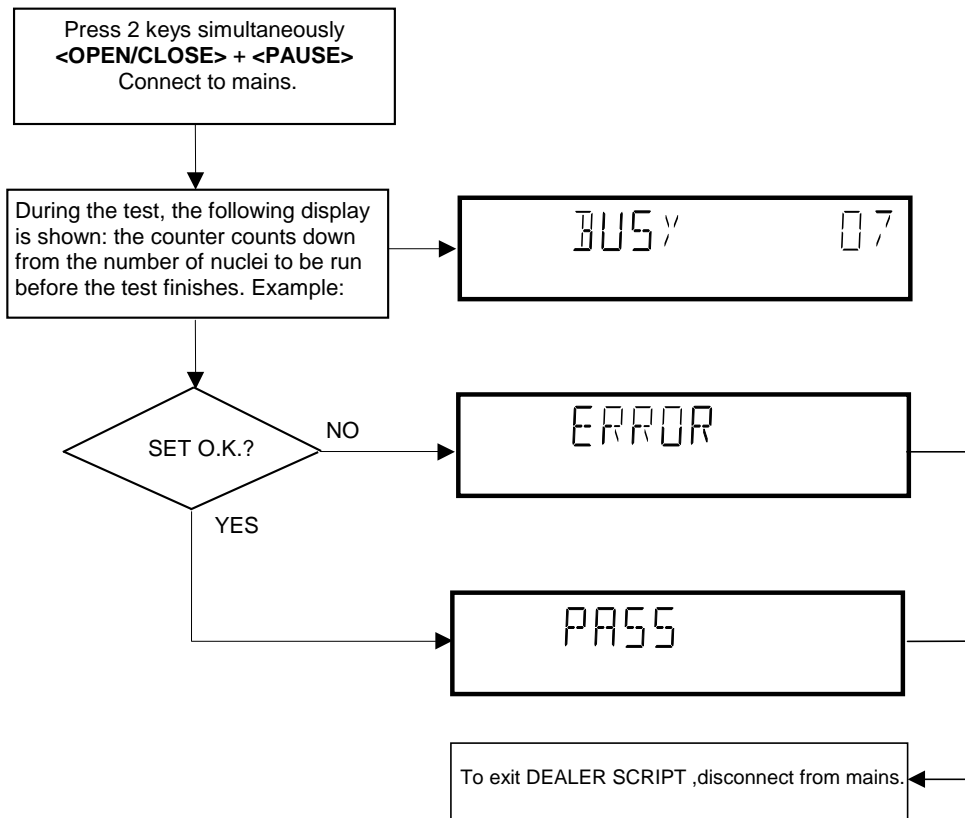 Press 2 keys simultaneously
<OPEN/CLOSE> + <PAUSE>
Connect to mains.
During the test, the following display
is shown: the counter counts down
from the number of nuclei to be run
before the test finishes. Example:
BUSY 07
SET O.K.?
NO
ERROR
YES
PASS
To exit DEALER SCRIPT ,disconnect from mains.